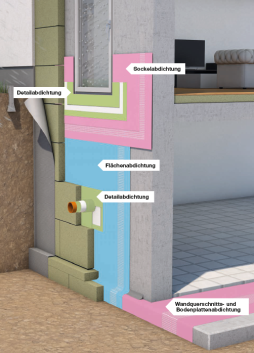 Sockelabdichtung
Detailabdichtung
Flächenabdichtung
Detailabdichtung
Wandquerschnitts- und
Bodenplattenabdichtung